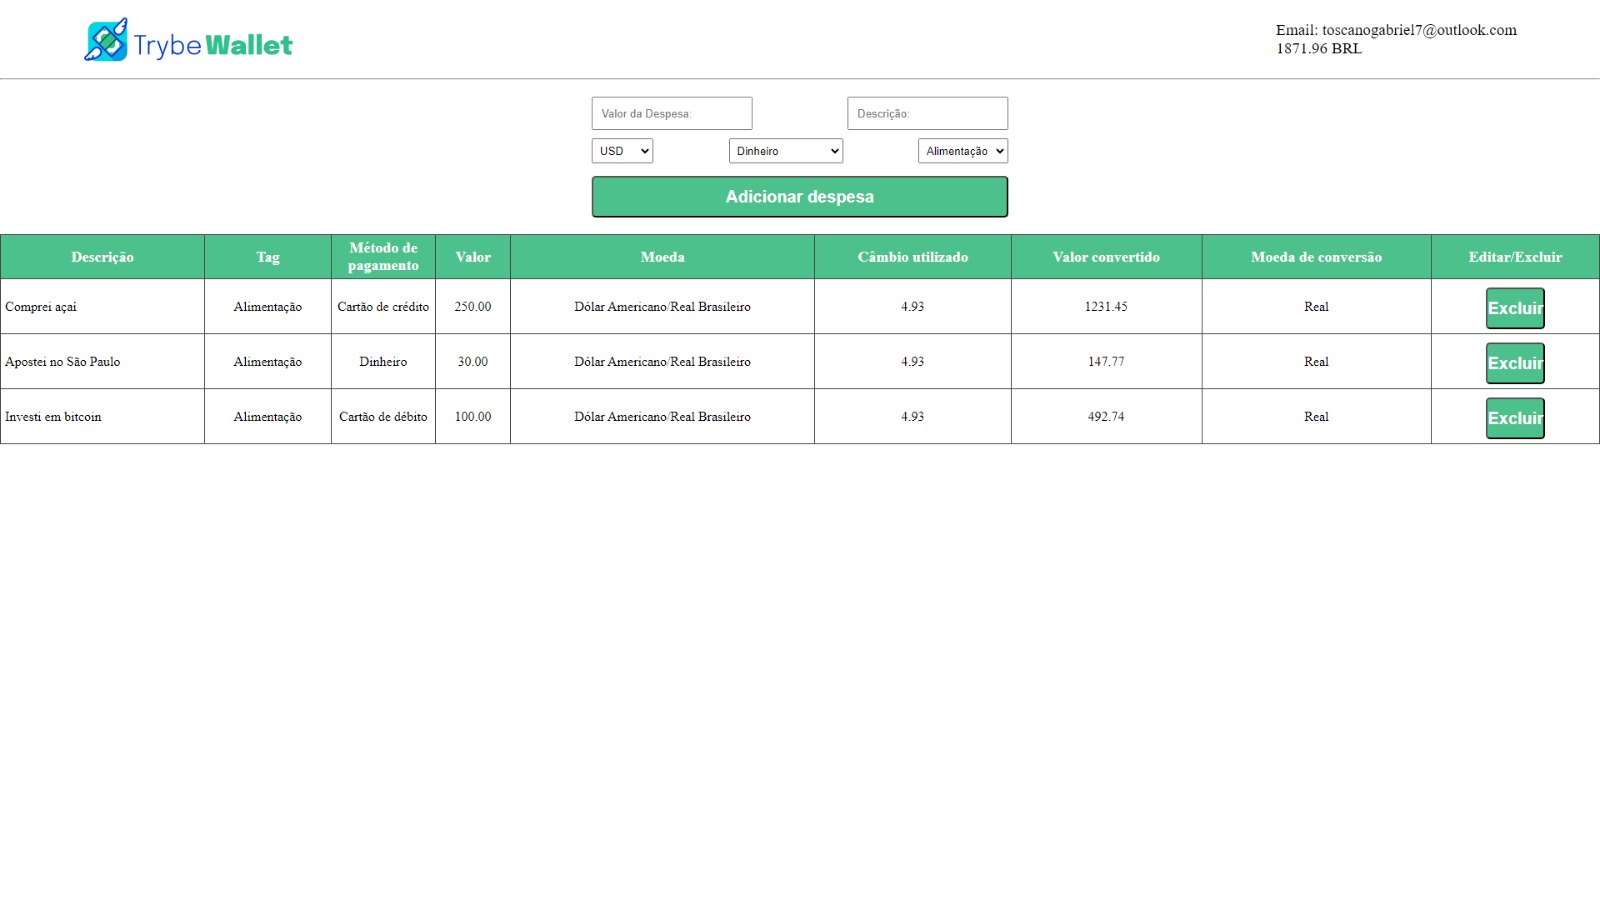 TrybeWallet
Email: toscanogabriel7@outlook.com
1871.96 BRL
Valor da Despesa: Descrição:
USD Dinheiro Alimentação
Adicionar despesa
Descrição Tag Método de pagamento Valor Moeda Câmbio utilizado Valor convertido Moeda de conversão Editar/Excluir
Comprei açaí Alimentação Cartão de crédito 250.00 Dólar Americano/Real Brasileiro 4.93 1231.45 Real Excluir
Apostei no São Paulo Alimentação Dinheiro 30.00 Dólar Americano/Real Brasileiro 4.93 147.77 Real Excluir
Investi em bitcoin Alimentação Cartão de débito 100.00 Dólar Americano/Real Brasileiro 4.93 492.74 Real Excluir